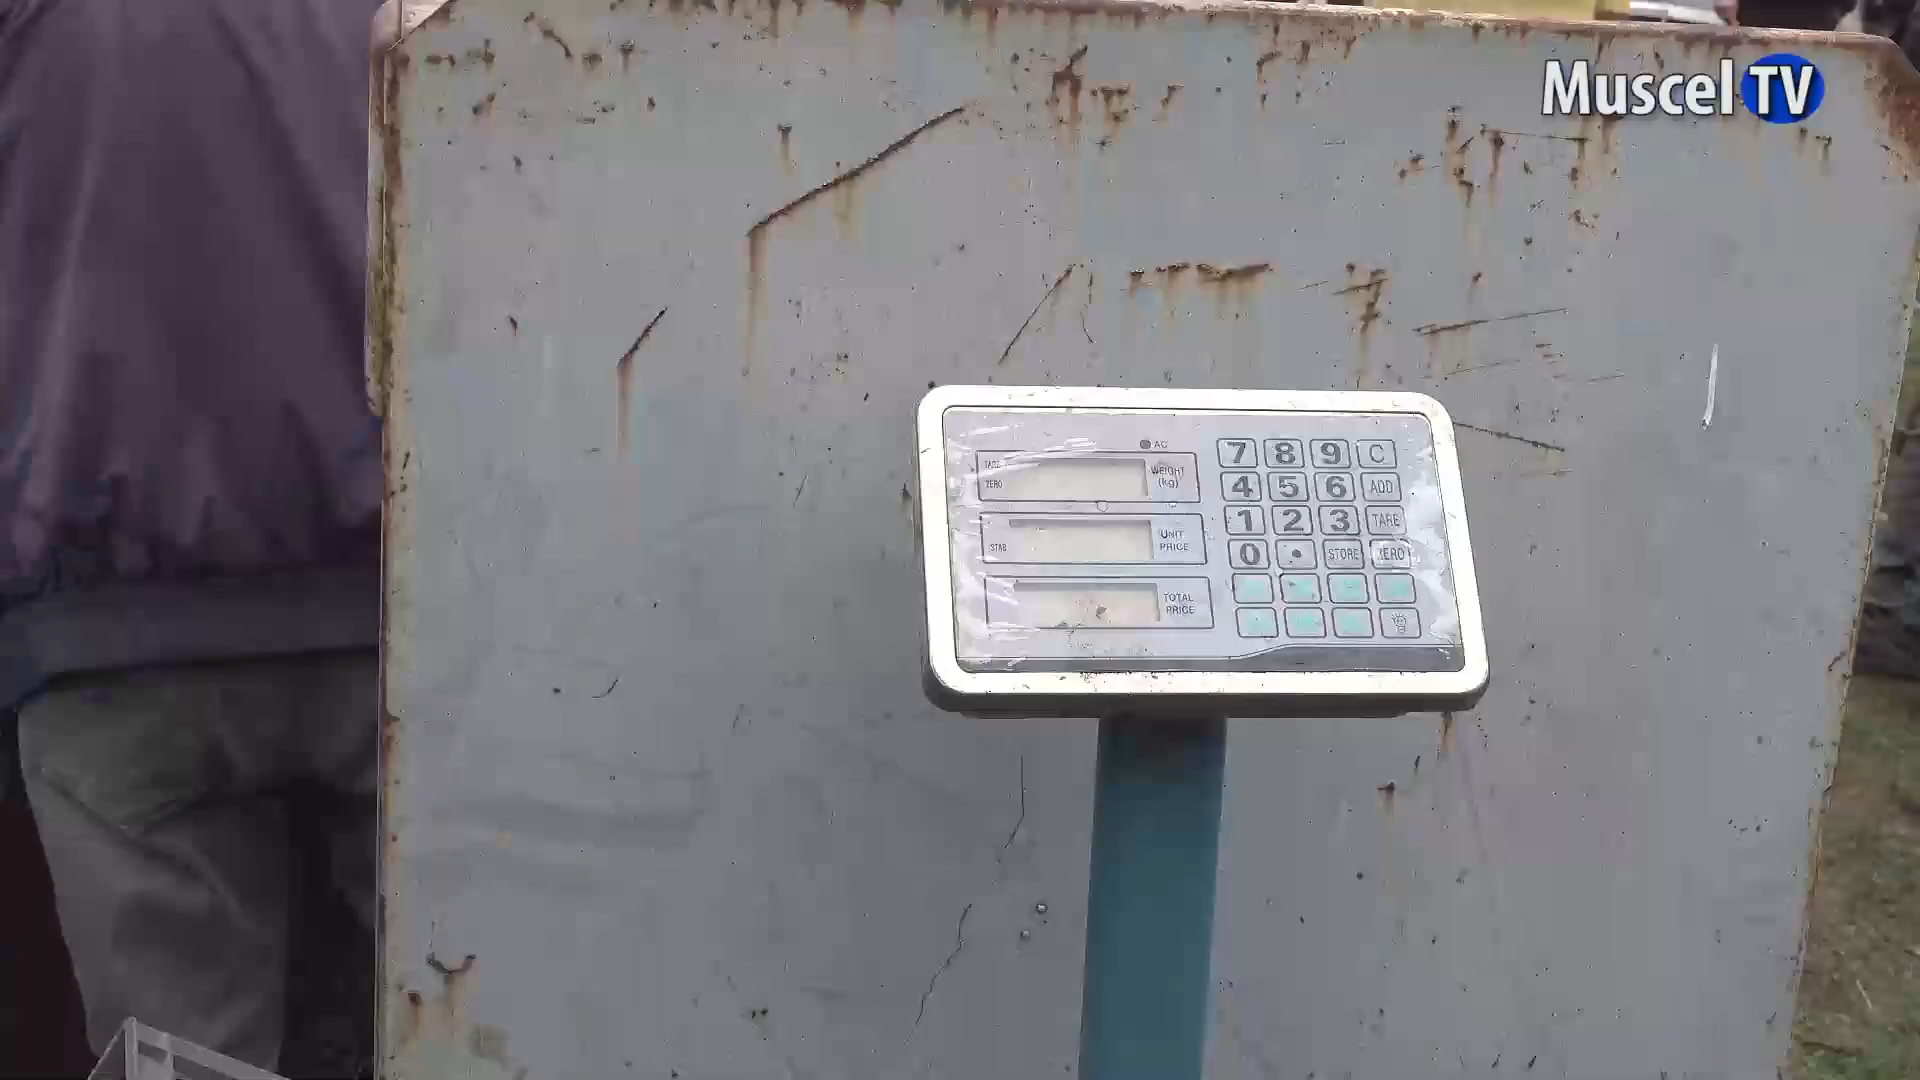 Muscel TV
AC
TARE
ZERO
WEIGHT
(kg)
STAB
UNIT
PRICE
TOTAL
PRICE
7 8 9 C
4 5 6 ADD
1 2 3 TARE
0 . STORE ZERO